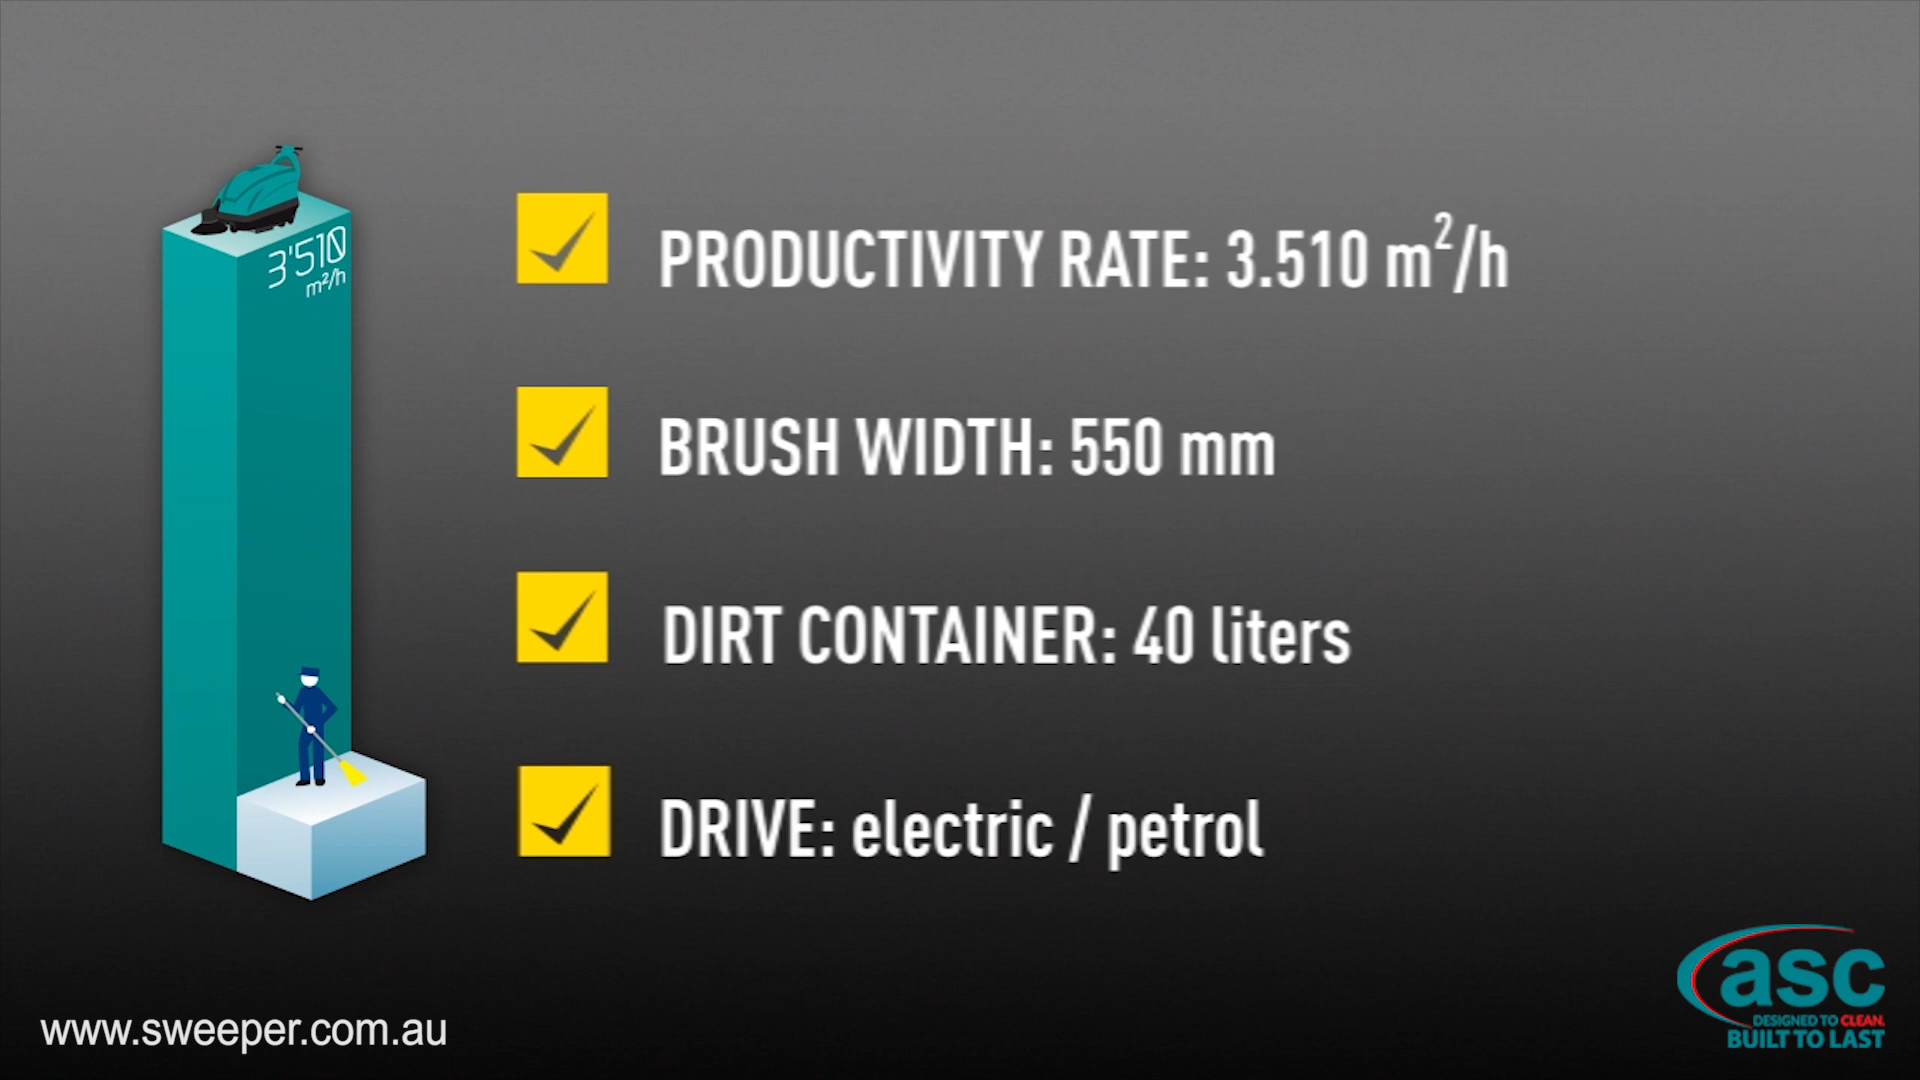 3'510
m²/h
PRODUCTIVITY RATE: 3.510 m²/h
BRUSH WIDTH: 550 mm
DIRT CONTAINER: 40 liters
DRIVE: electric / petrol
www.sweeper.com.au
asc
DESIGNED TO CLEAN.
BUILT TO LAST